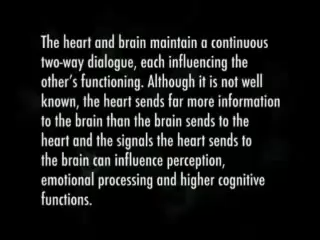 The heart and brain maintain a continuous
two-way dialogue, each influencing the
other's functioning. Although it is not well
known, the heart sends far more information
to the brain than the brain sends to the
heart and the signals the heart sends to
the brain can influence perception,
emotional processing and higher cognitive
functions.